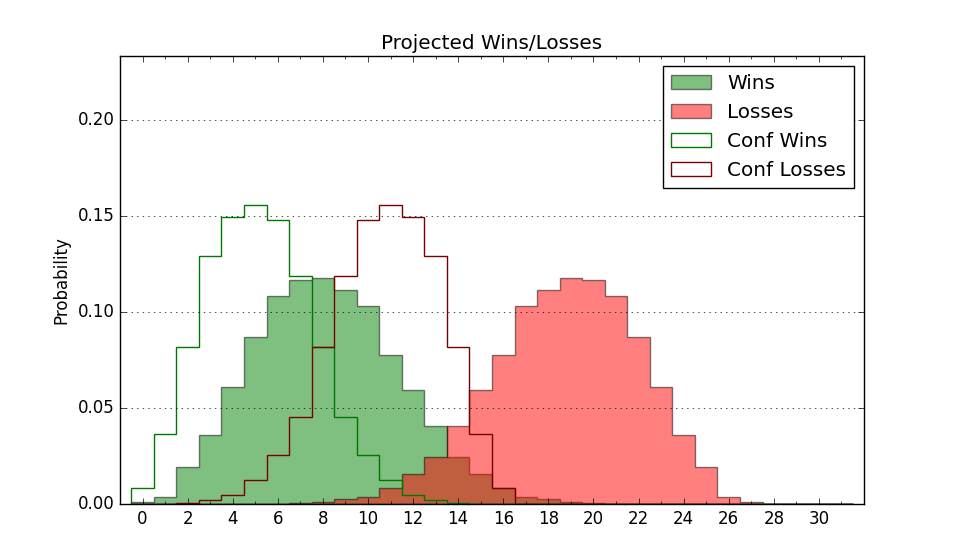 Projected Wins/Losses
Wins
Losses
Conf Wins
Conf Losses
Probability
0.20
0.15
0.10
0.05
0.00
0 2 4 6 8 10 12 14 16 18 20 22 24 26 28 30